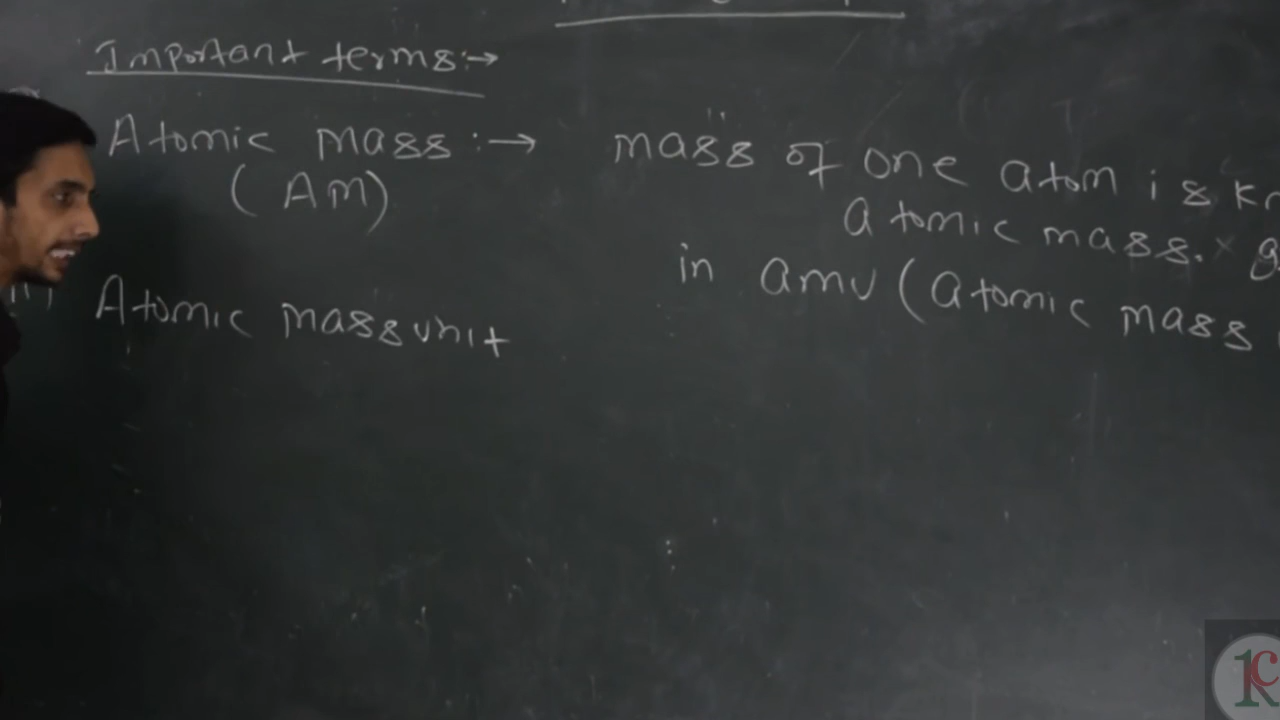 Important terms:→
Atomic mass:→ mass of one atom is
(AM) atomic mass.
in amu (atomic mass
Atomic mass unit